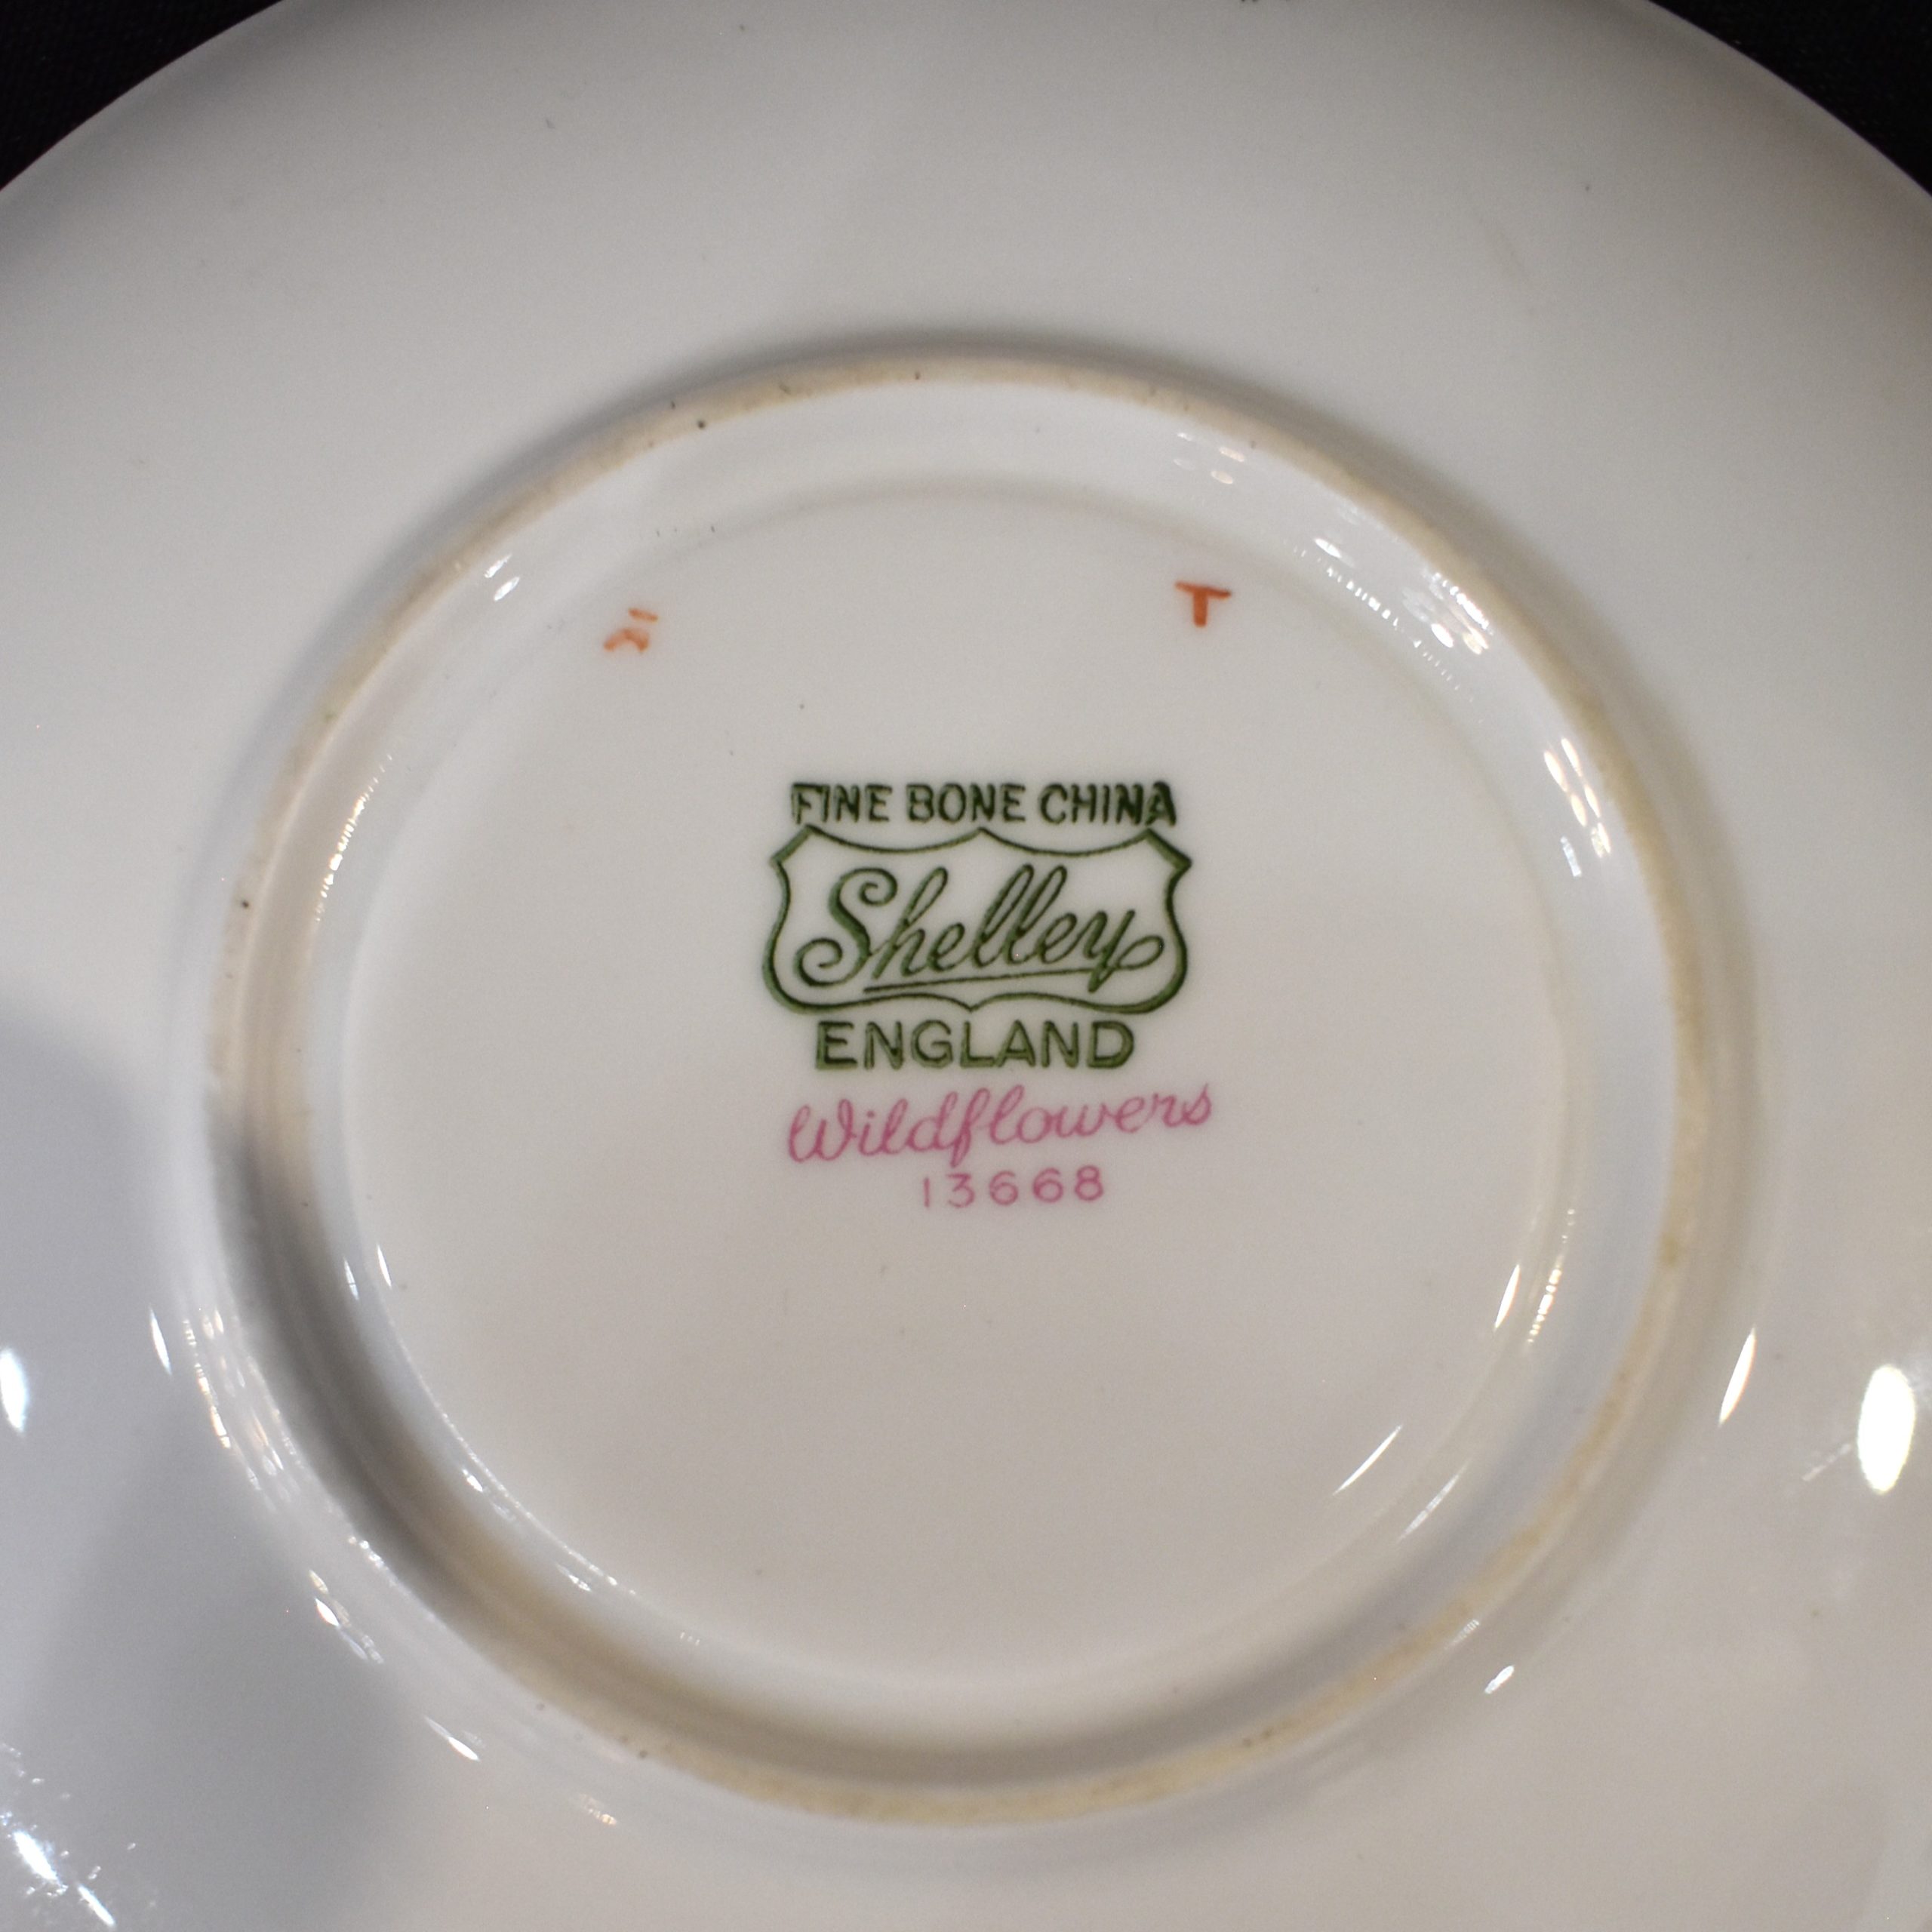 T
FINE BONE CHINA
Shelley
ENGLAND
Wildflowers
13668